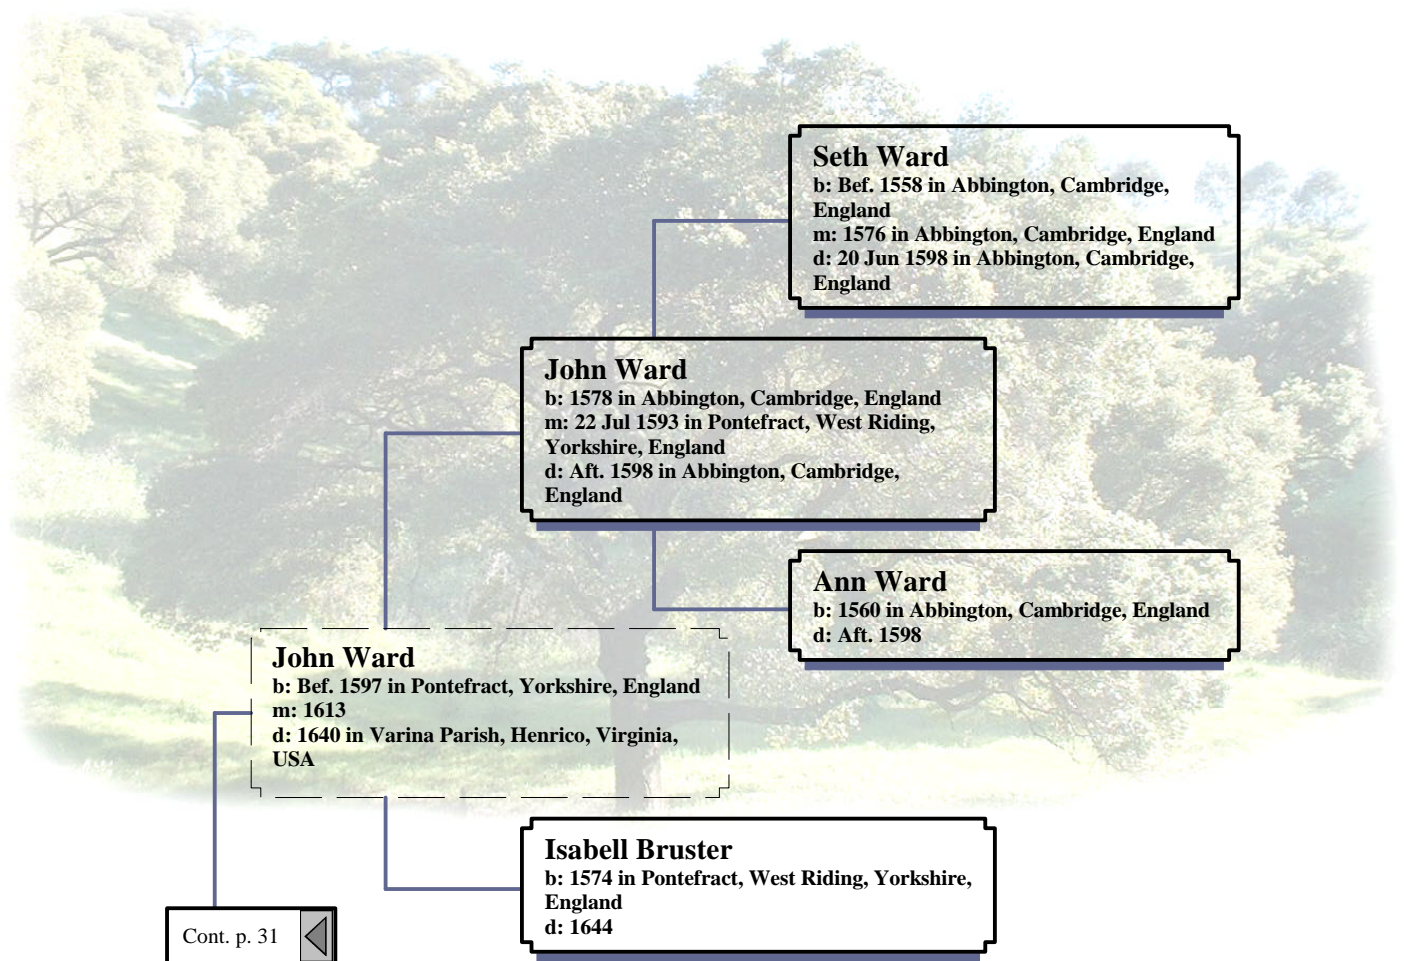 Seth Ward
b: Bef. 1558 in Abbington, Cambridge,
England
m: 1576 in Abbington, Cambridge, England
d: 20 Jun 1598 in Abbington, Cambridge,
England
John Ward
b: 1578 in Abbington, Cambridge, England
m: 22 Jul 1593 in Pontefract, West Riding,
Yorkshire, England
d: Aft. 1598 in Abbington, Cambridge,
England
Ann Ward
b: 1560 in Abbington, Cambridge, England
d: Aft. 1598
John Ward
b: Bef. 1597 in Pontefract, Yorkshire, England
m: 1613
d: 1640 in Varina Parish, Henrico, Virginia,
USA
Isabell Bruster
b: 1574 in Pontefract, West Riding, Yorkshire,
England
d: 1644
Cont. p. 31